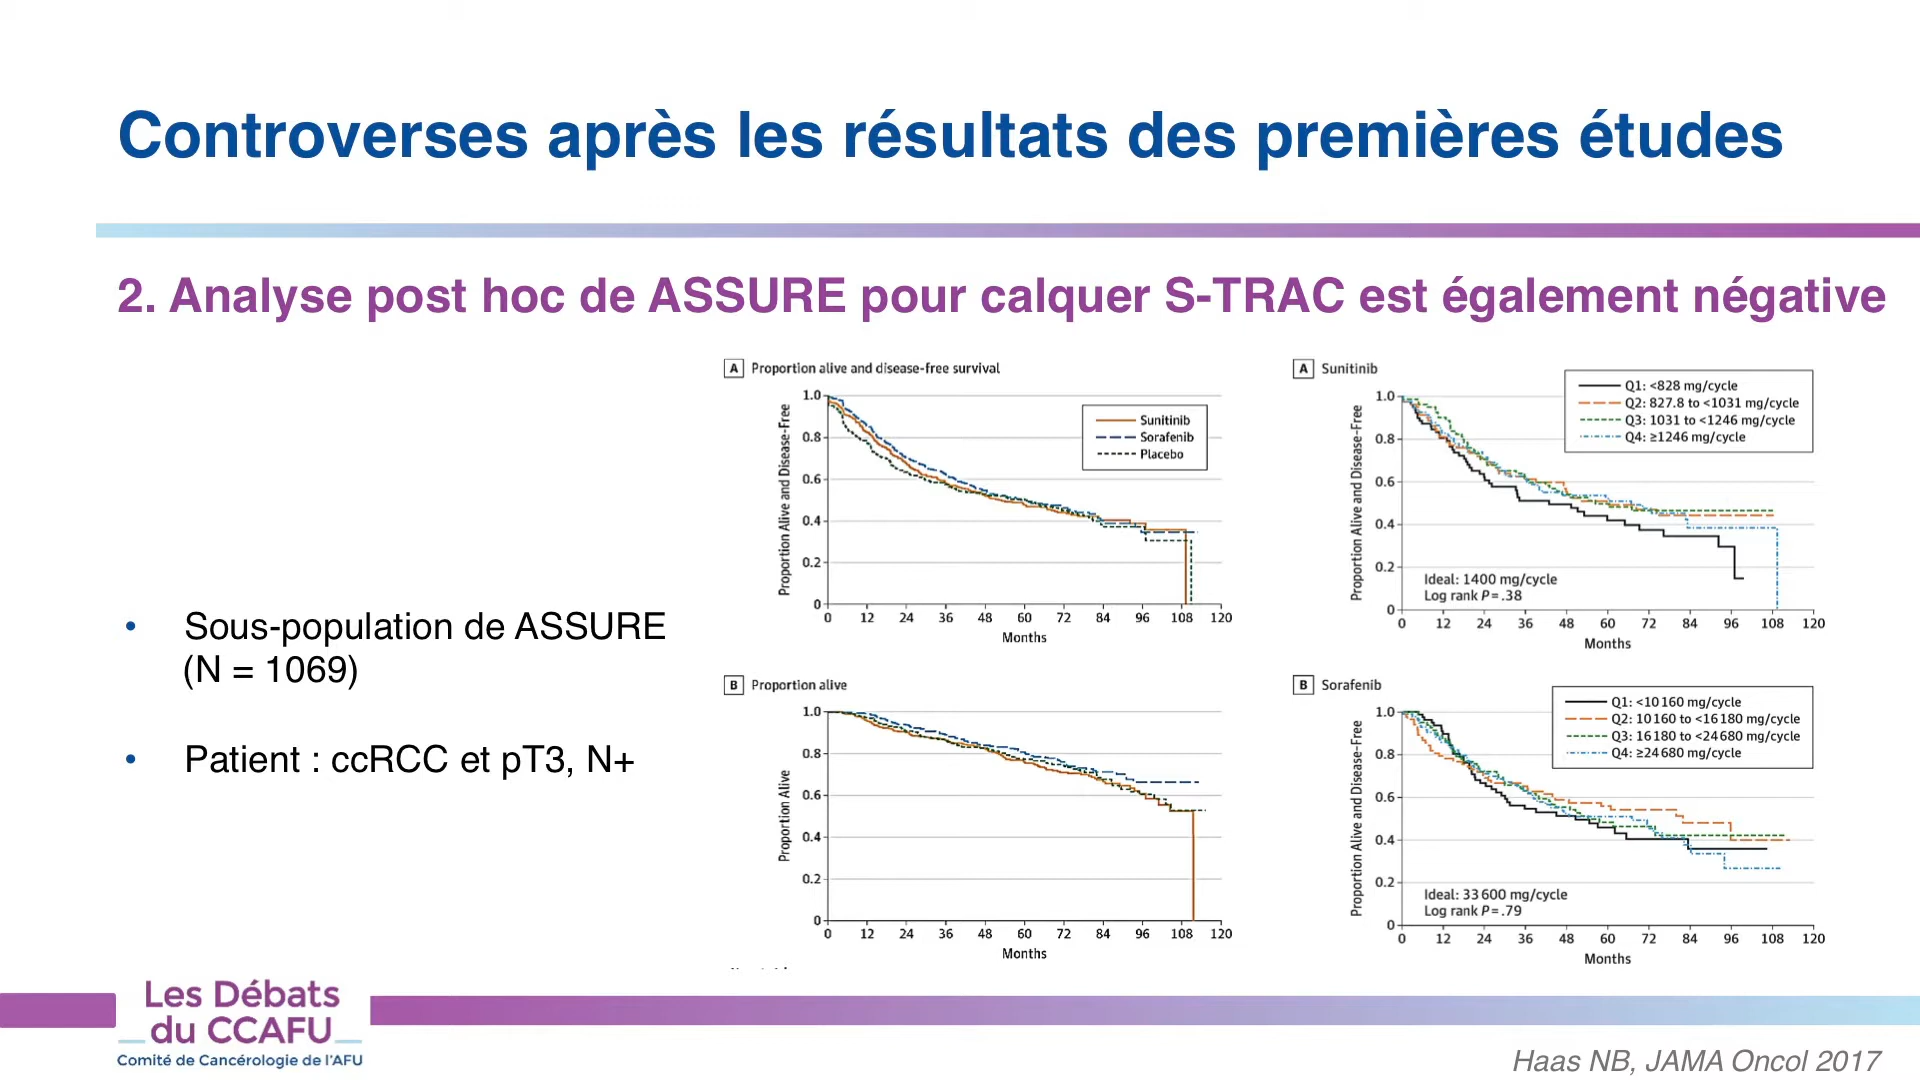 Controverses après les résultats des premières études
2. Analyse post hoc de ASSURE pour calquer S-TRAC est également négative
• Sous-population de ASSURE
(N = 1069)
• Patient : ccRCC et pT3, N+
A Proportion alive and disease-free survival
Proportion Alive and Disease-Free
1.0
0.8
0.6
0.4
0.2
0
Sunitinib
Sorafenib
Placebo
0 12 24 36 48 60 72 84 96 108 120
Months
B Proportion alive
Proportion Alive
1.0
0.8
0.6
0.4
0.2
0
0 12 24 36 48 60 72 84 96 108 120
Months
A Sunitinib
Proportion Alive and Disease-Free
1.0
0.8
0.6
0.4
0.2
0
Q1: <828 mg/cycle
Q2: 827.8 to <1031 mg/cycle
Q3: 1031 to <1246 mg/cycle
Q4: ≥1246 mg/cycle
Ideal: 1400 mg/cycle
Log rank P = .38
0 12 24 36 48 60 72 84 96 108 120
Months
B Sorafenib
Proportion Alive and Disease-Free
1.0
0.8
0.6
0.4
0.2
0
Q1: <10 160 mg/cycle
Q2: 10 160 to <16 180 mg/cycle
Q3: 16 180 to <24 680 mg/cycle
Q4: ≥24 680 mg/cycle
Ideal: 33 600 mg/cycle
Log rank P = .79
0 12 24 36 48 60 72 84 96 108 120
Months
Les Débats
du CCAFU
Comité de Cancérologie de l'AFU
Haas NB, JAMA Oncol 2017